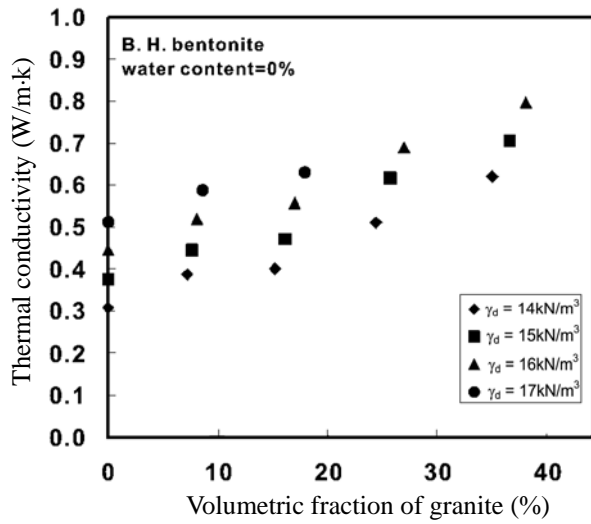 1.0
0.9
0.8
0.7
0.6
0.5
0.4
0.3
0.2
0.1
0.0
Thermal conductivity (W/m·k)
B. H. bentonite
water content=0%
γd = 14kN/m³
γd = 15kN/m³
γd = 16kN/m³
γd = 17kN/m³
0 10 20 30 40
Volumetric fraction of granite (%)